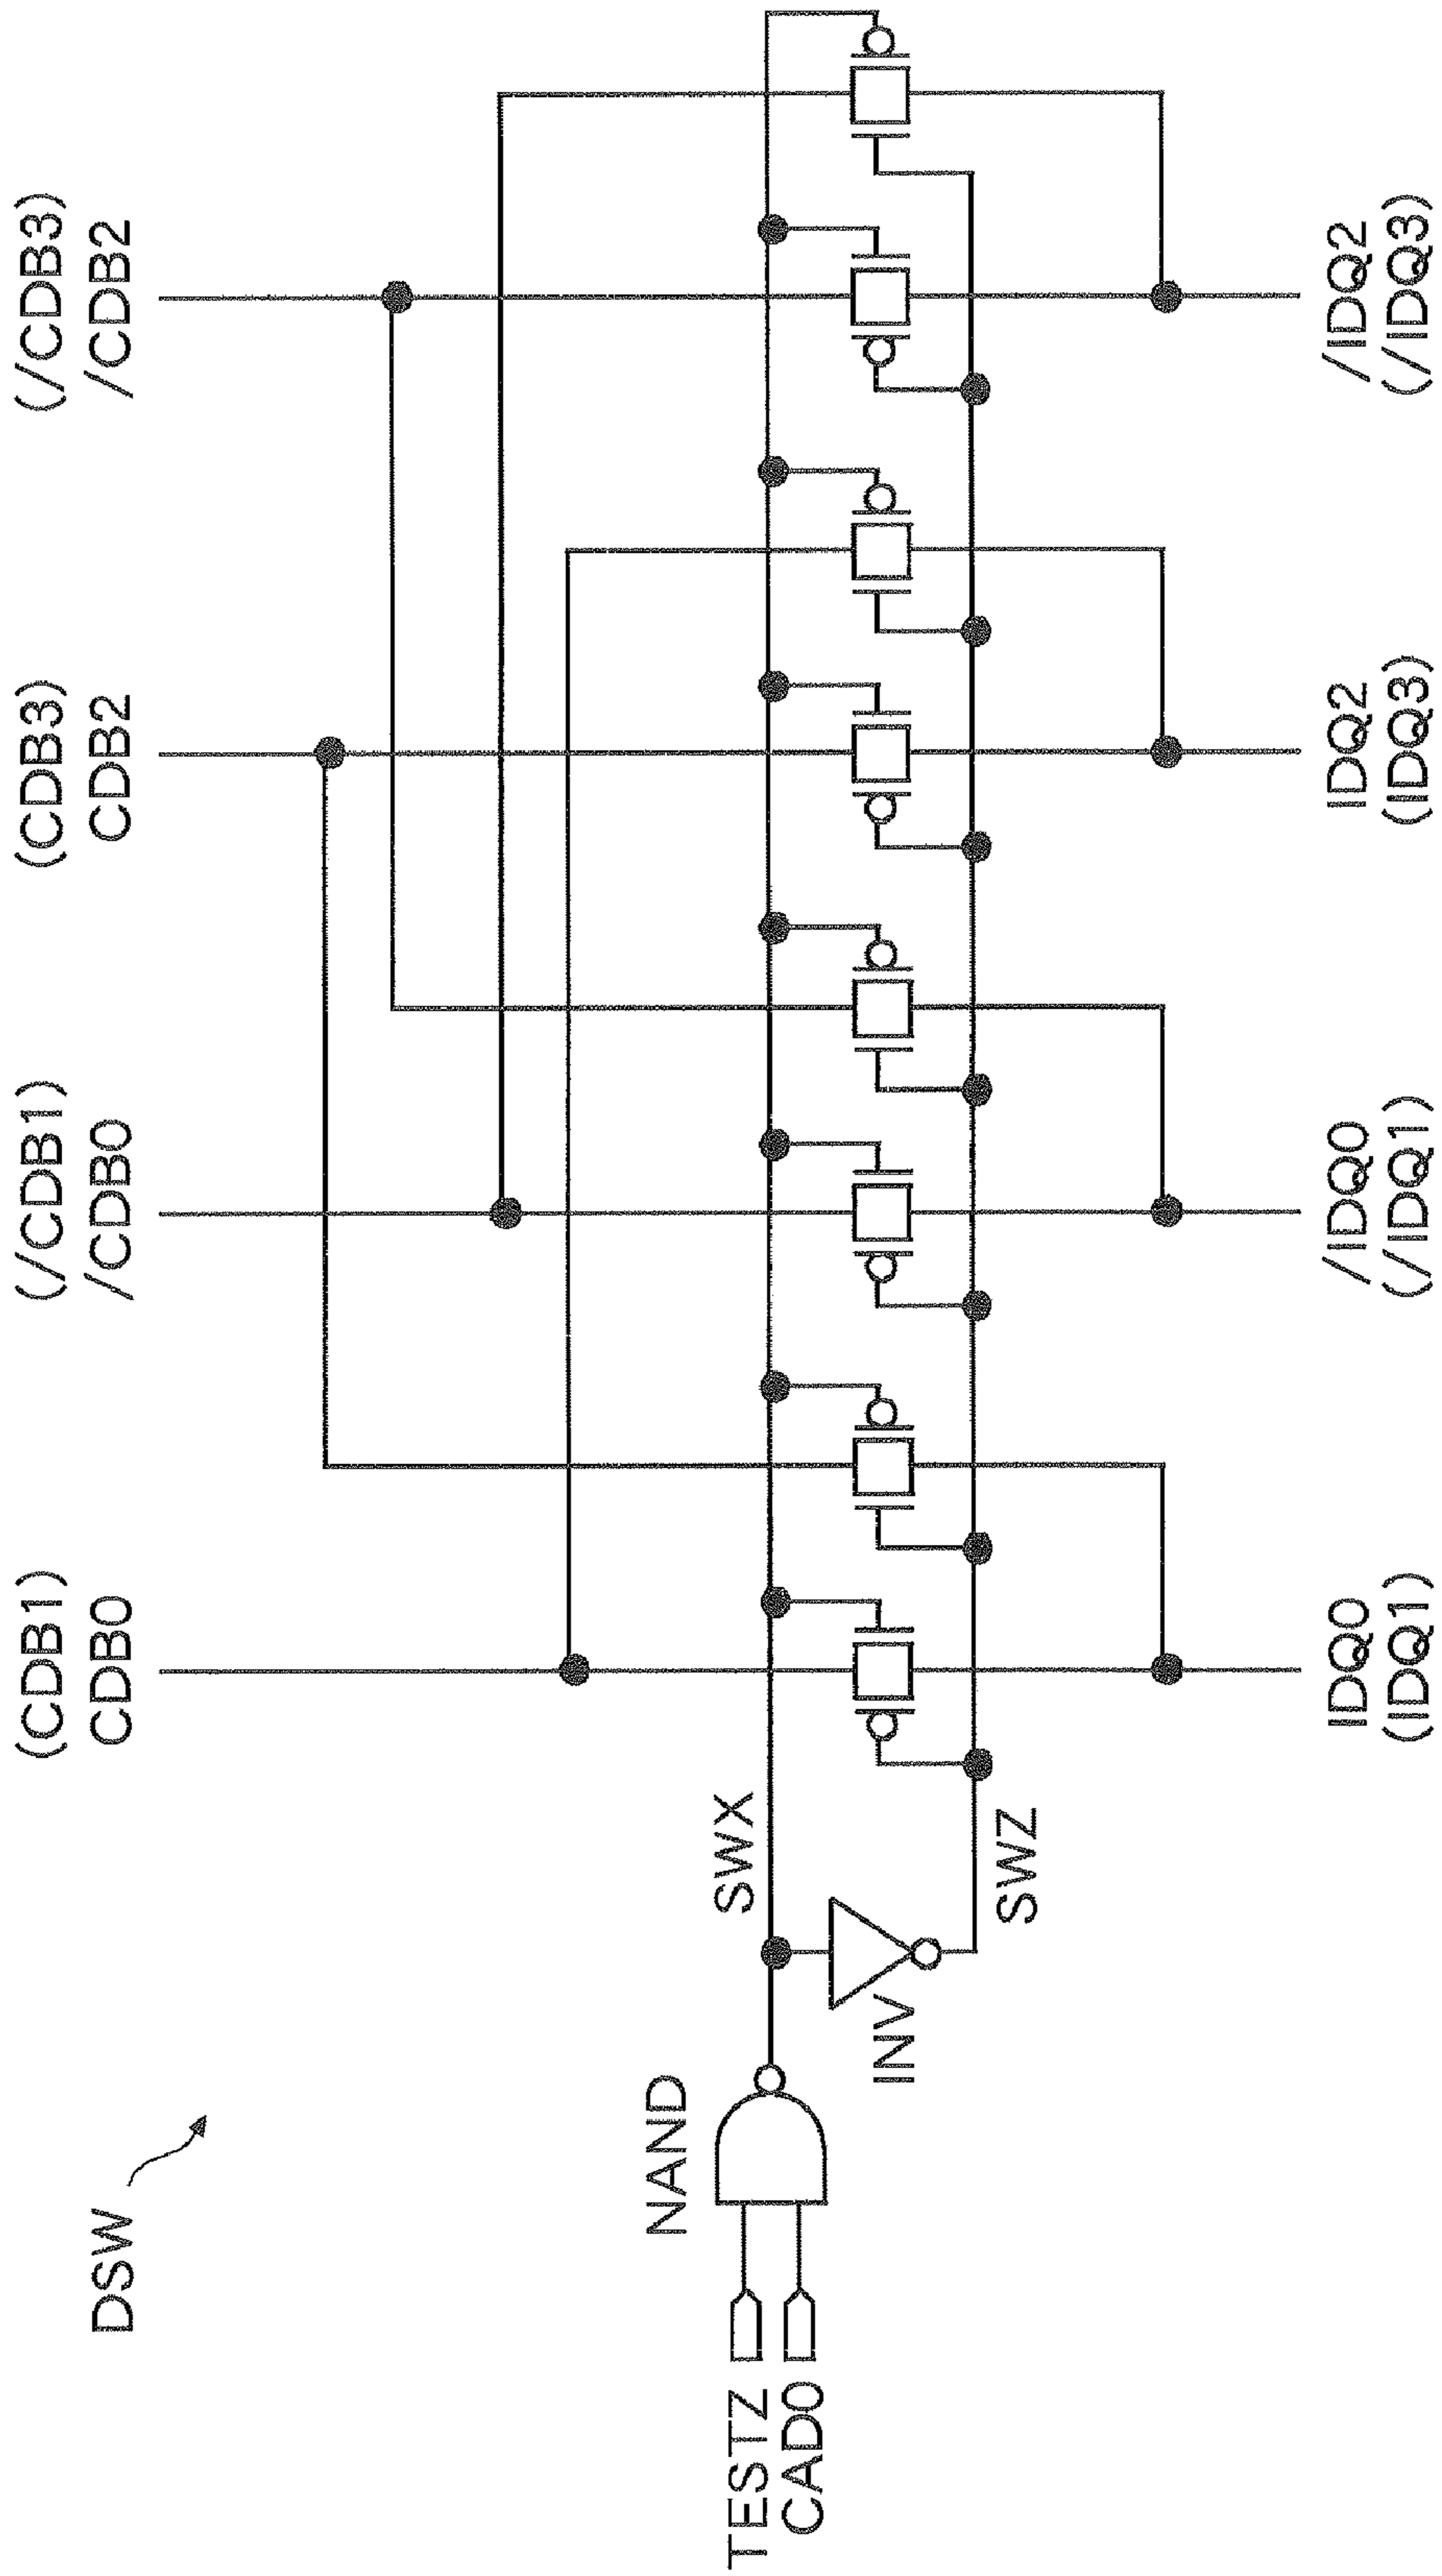 DSW
(CDB1)
CDB0
(/CDB1)
/CDB0
(CDB3)
CDB2
(/CDB3)
/CDB2
NAND
SWX
TESTZ
CAD0
INV
SWZ
IDQ0
(IDQ1)
/IDQ0
(/IDQ1)
IDQ2
(IDQ3)
/IDQ2
(/IDQ3)